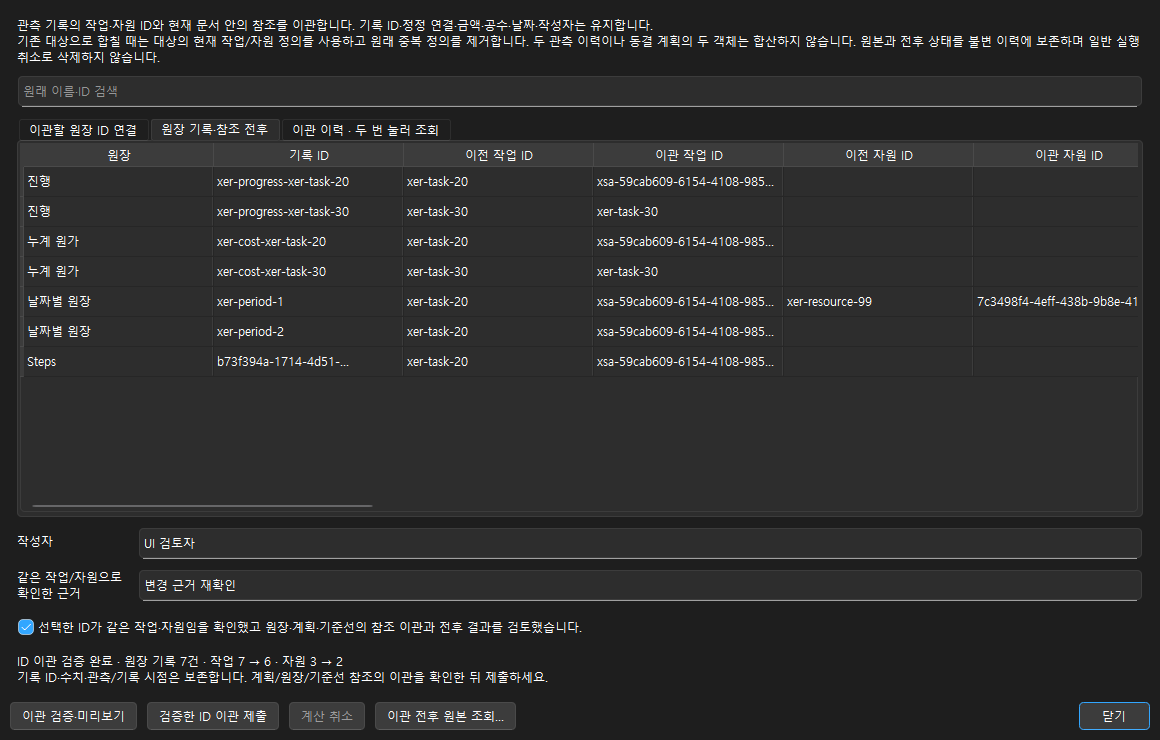 관측 기록의 작업·자원 ID와 현재 문서 안의 참조를 이관합니다. 기록 ID·정정 연결·금액·공수·날짜·작성자는 유지합니다.
기존 대상으로 합칠 때는 대상의 현재 작업/자원 정의를 사용하고 원래 중복 정의를 제거합니다. 두 관측 이력이나 동결 계획의 두 객체는 합산하지 않습니다. 원본과 전후 상태를 불변 이력에 보존하며 일반 실행
취소로 삭제하지 않습니다.
원래 이름·ID 검색
이관할 원장 ID 연결 원장 기록·참조 전후 이관 이력 · 두 번 눌러 조회
원장 기록 ID 이전 작업 ID 이관 작업 ID 이전 자원 ID 이관 자원 ID
진행 xer-progress-xer-task-20 xer-task-20 xsa-59cab609-6154-4108-985...
진행 xer-progress-xer-task-30 xer-task-30 xer-task-30
누계 원가 xer-cost-xer-task-20 xer-task-20 xsa-59cab609-6154-4108-985...
누계 원가 xer-cost-xer-task-30 xer-task-30 xer-task-30
날짜별 원장 xer-period-1 xer-task-20 xsa-59cab609-6154-4108-985... xer-resource-99 7c3498f4-4eff-438b-9b8e-41
날짜별 원장 xer-period-2 xer-task-20 xsa-59cab609-6154-4108-985...
Steps b73f394a-1714-4d51-... xer-task-20 xsa-59cab609-6154-4108-985...
작성자 UI 검토자
같은 작업/자원으로
확인한 근거 변경 근거 재확인
선택한 ID가 같은 작업·자원임을 확인했고 원장·계획·기준선의 참조 이관과 전후 결과를 검토했습니다.
ID 이관 검증 완료 · 원장 기록 7건 · 작업 7 → 6 · 자원 3 → 2
기록 ID·수치·관측/기록 시점은 보존합니다. 계획/원장/기준선 참조의 이관을 확인한 뒤 제출하세요.
이관 검증·미리보기 검증한 ID 이관 제출 계산 취소 이관 전후 원본 조회... 닫기